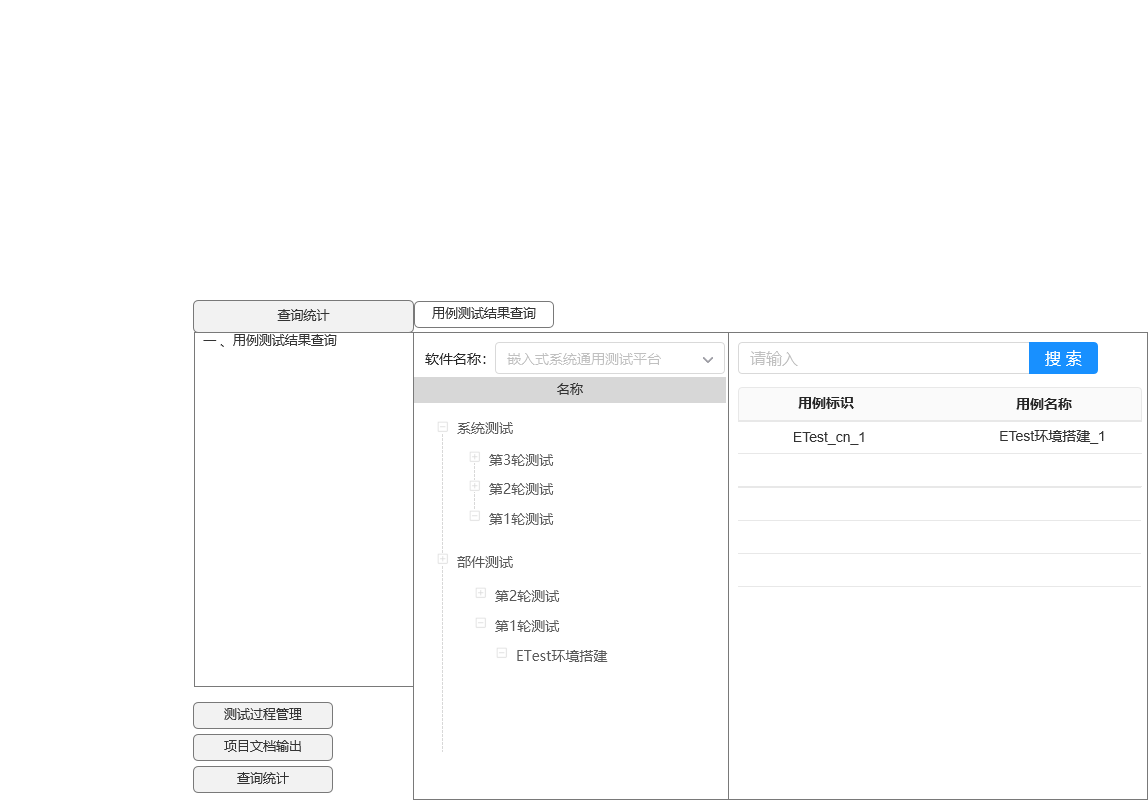 查询统计
用例测试结果查询
一 、用例测试结果查询
软件名称：
嵌入式系统通用测试平台
请输入
搜 索
名称
用例标识
用例名称
ETest_cn_1
ETest环境搭建_1
系统测试
第3轮测试
第2轮测试
第1轮测试
部件测试
第2轮测试
第1轮测试
ETest环境搭建
测试过程管理
项目文档输出
查询统计